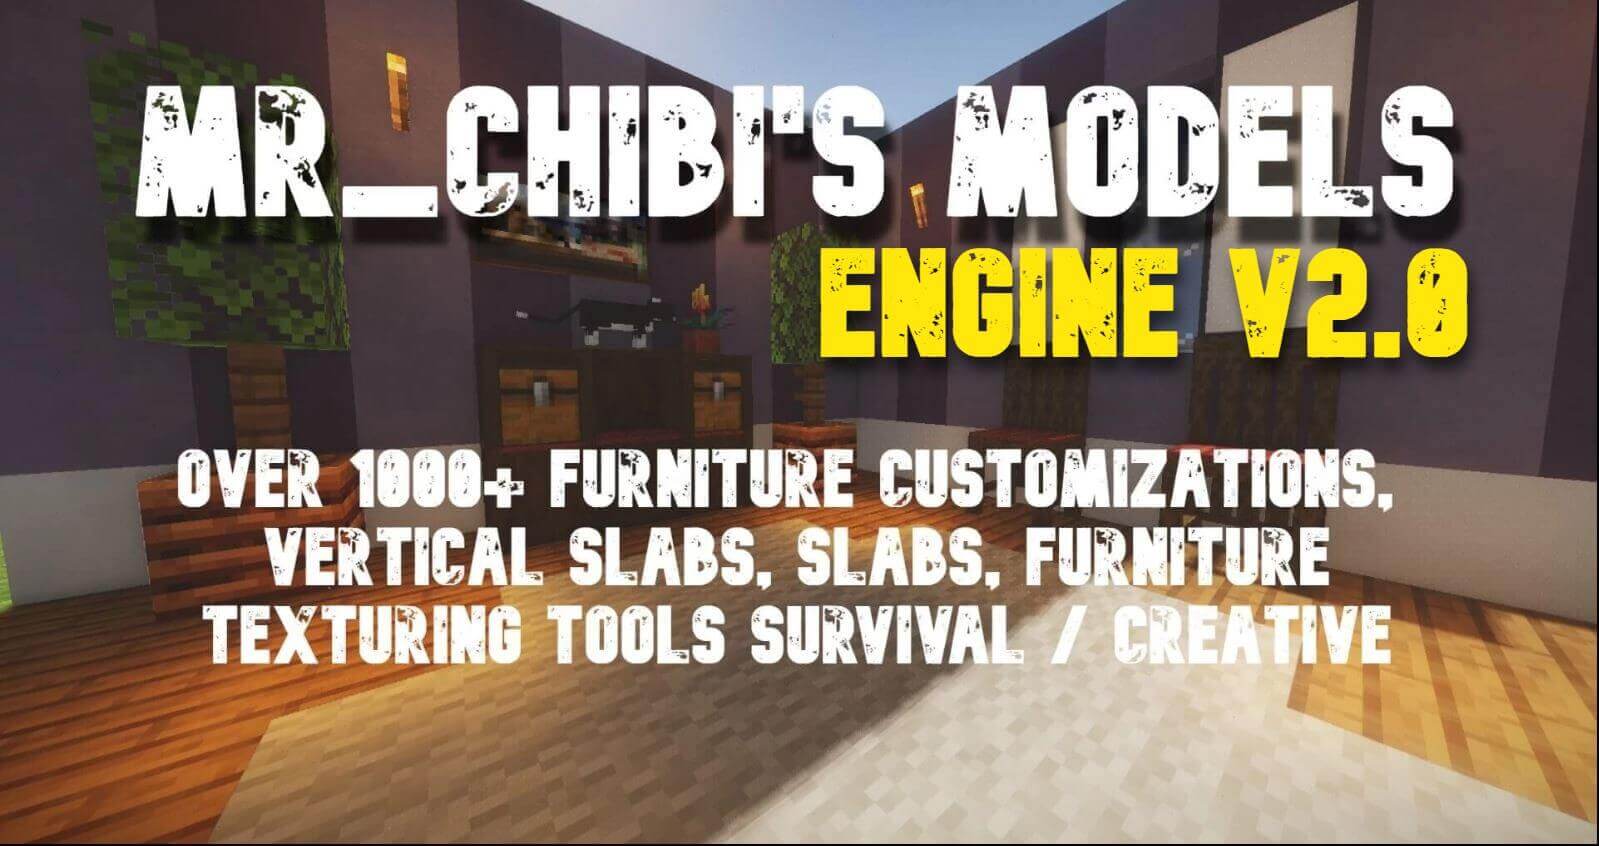 MR_CHIBI'S MODELS
ENGINE V2.0
OVER 1000+ FURNITURE CUSTOMIZATIONS,
VERTICAL SLABS, SLABS, FURNITURE
TEXTURING TOOLS SURVIVAL / CREATIVE